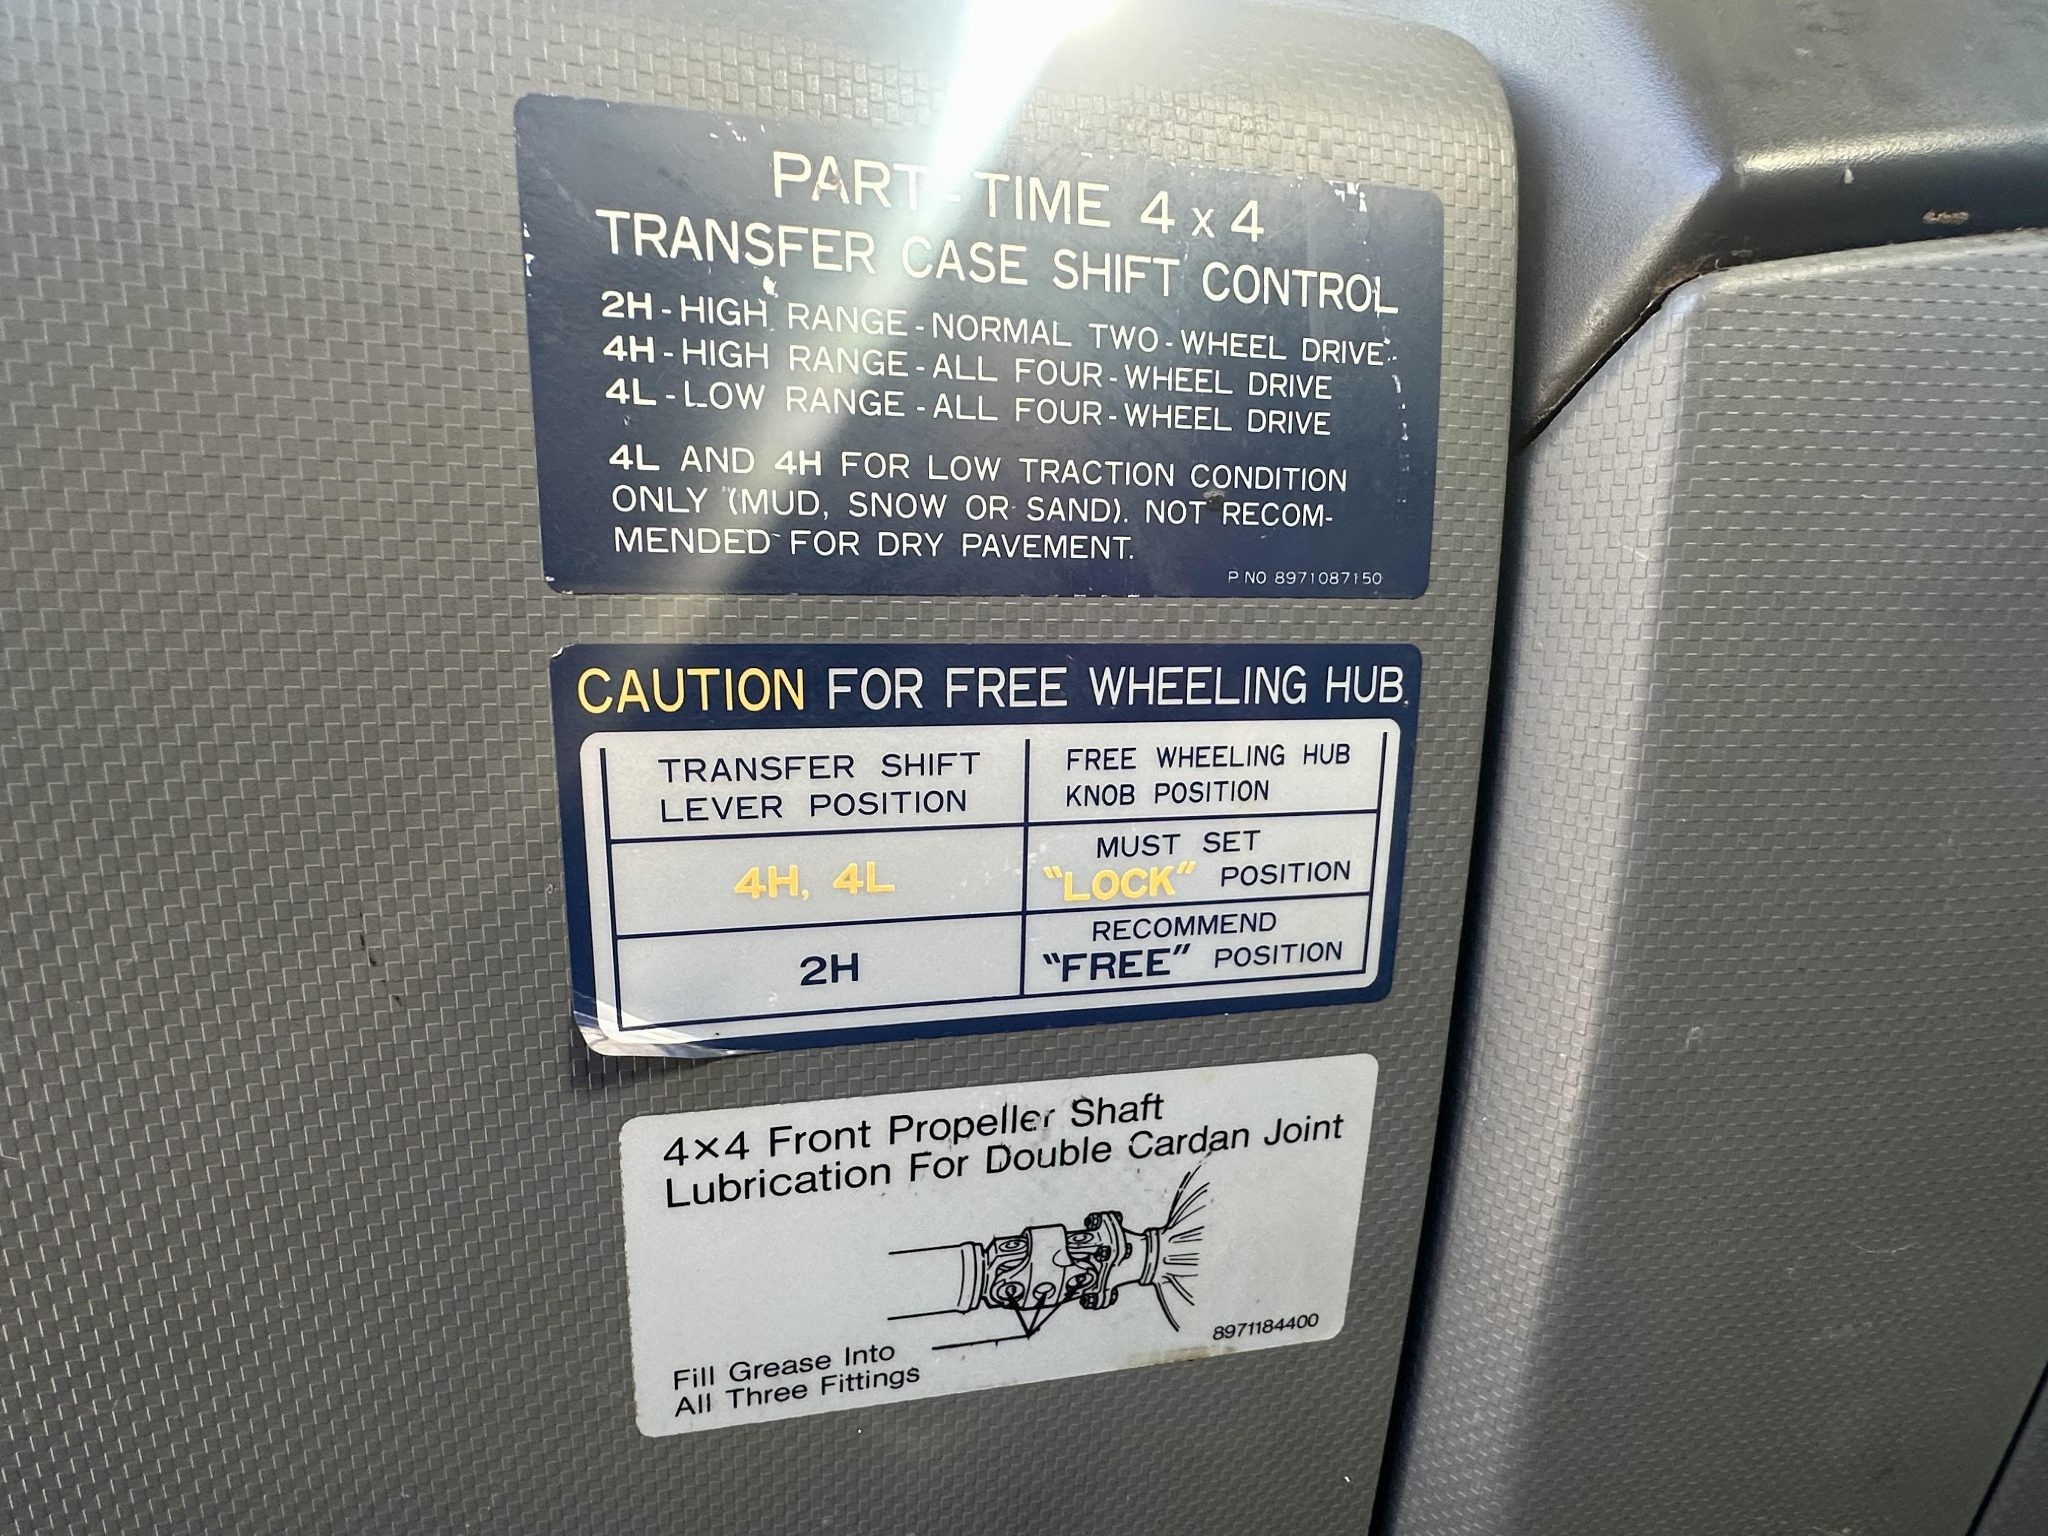 PART-TIME 4 x 4
TRANSFER CASE SHIFT CONTROL
2H - HIGH RANGE - NORMAL TWO - WHEEL DRIVE
4H - HIGH RANGE - ALL FOUR - WHEEL DRIVE
4L - LOW RANGE - ALL FOUR - WHEEL DRIVE
4L AND 4H FOR LOW TRACTION CONDITION
ONLY (MUD, SNOW OR SAND). NOT RECOM-
MENDED FOR DRY PAVEMENT.
P NO 8971087150
CAUTION FOR FREE WHEELING HUB
TRANSFER SHIFT
LEVER POSITION
FREE WHEELING HUB
KNOB POSITION
4H, 4L
MUST SET
"LOCK" POSITION
2H
RECOMMEND
"FREE" POSITION
4×4 Front Propeller Shaft
Lubrication For Double Cardan Joint
8971184400
Fill Grease Into
All Three Fittings